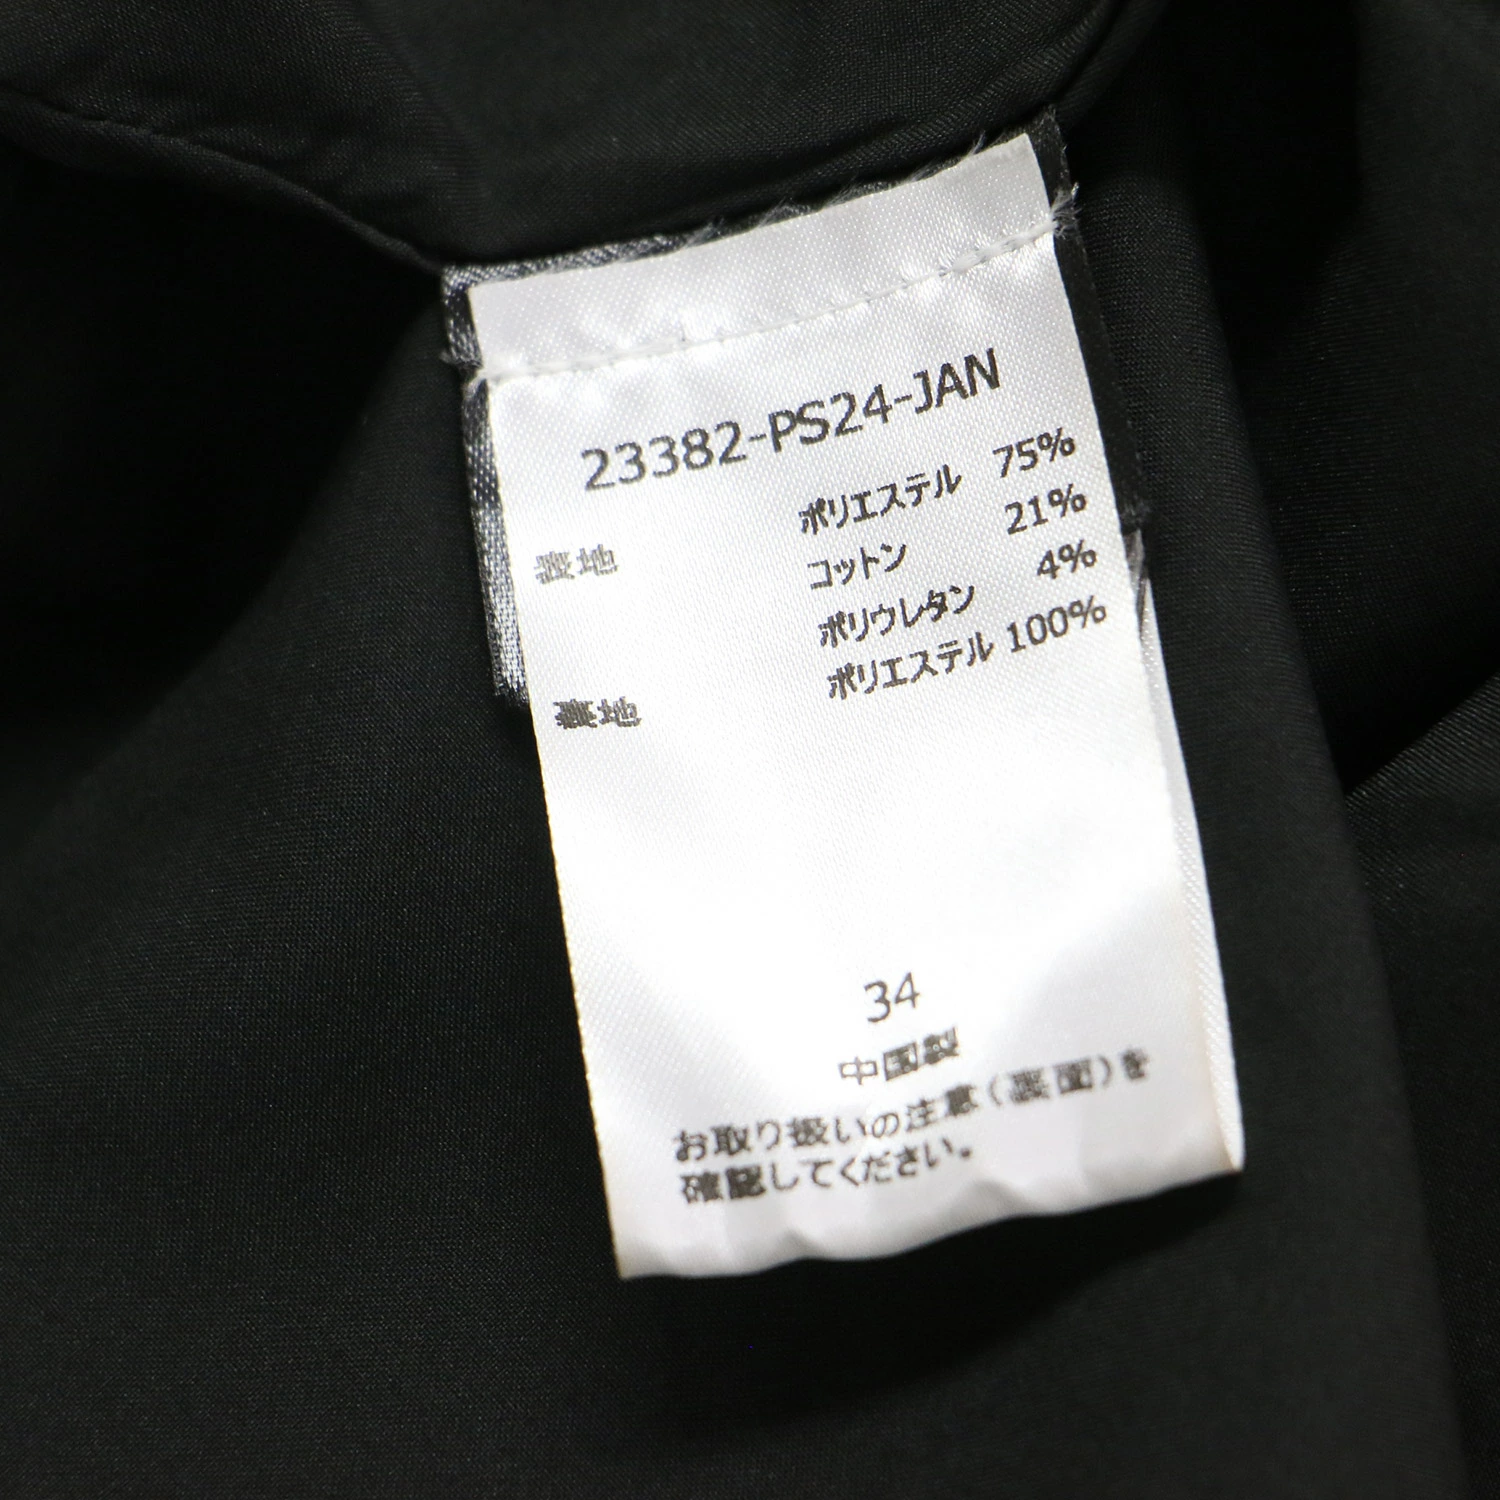 23382-PS24-JAN
表地 ポリエステル 75%
コットン 21%
ポリウレタン 4%
裏地 ポリエステル 100%
34
中国製
お取り扱いの注意(裏面)を
確認してください。